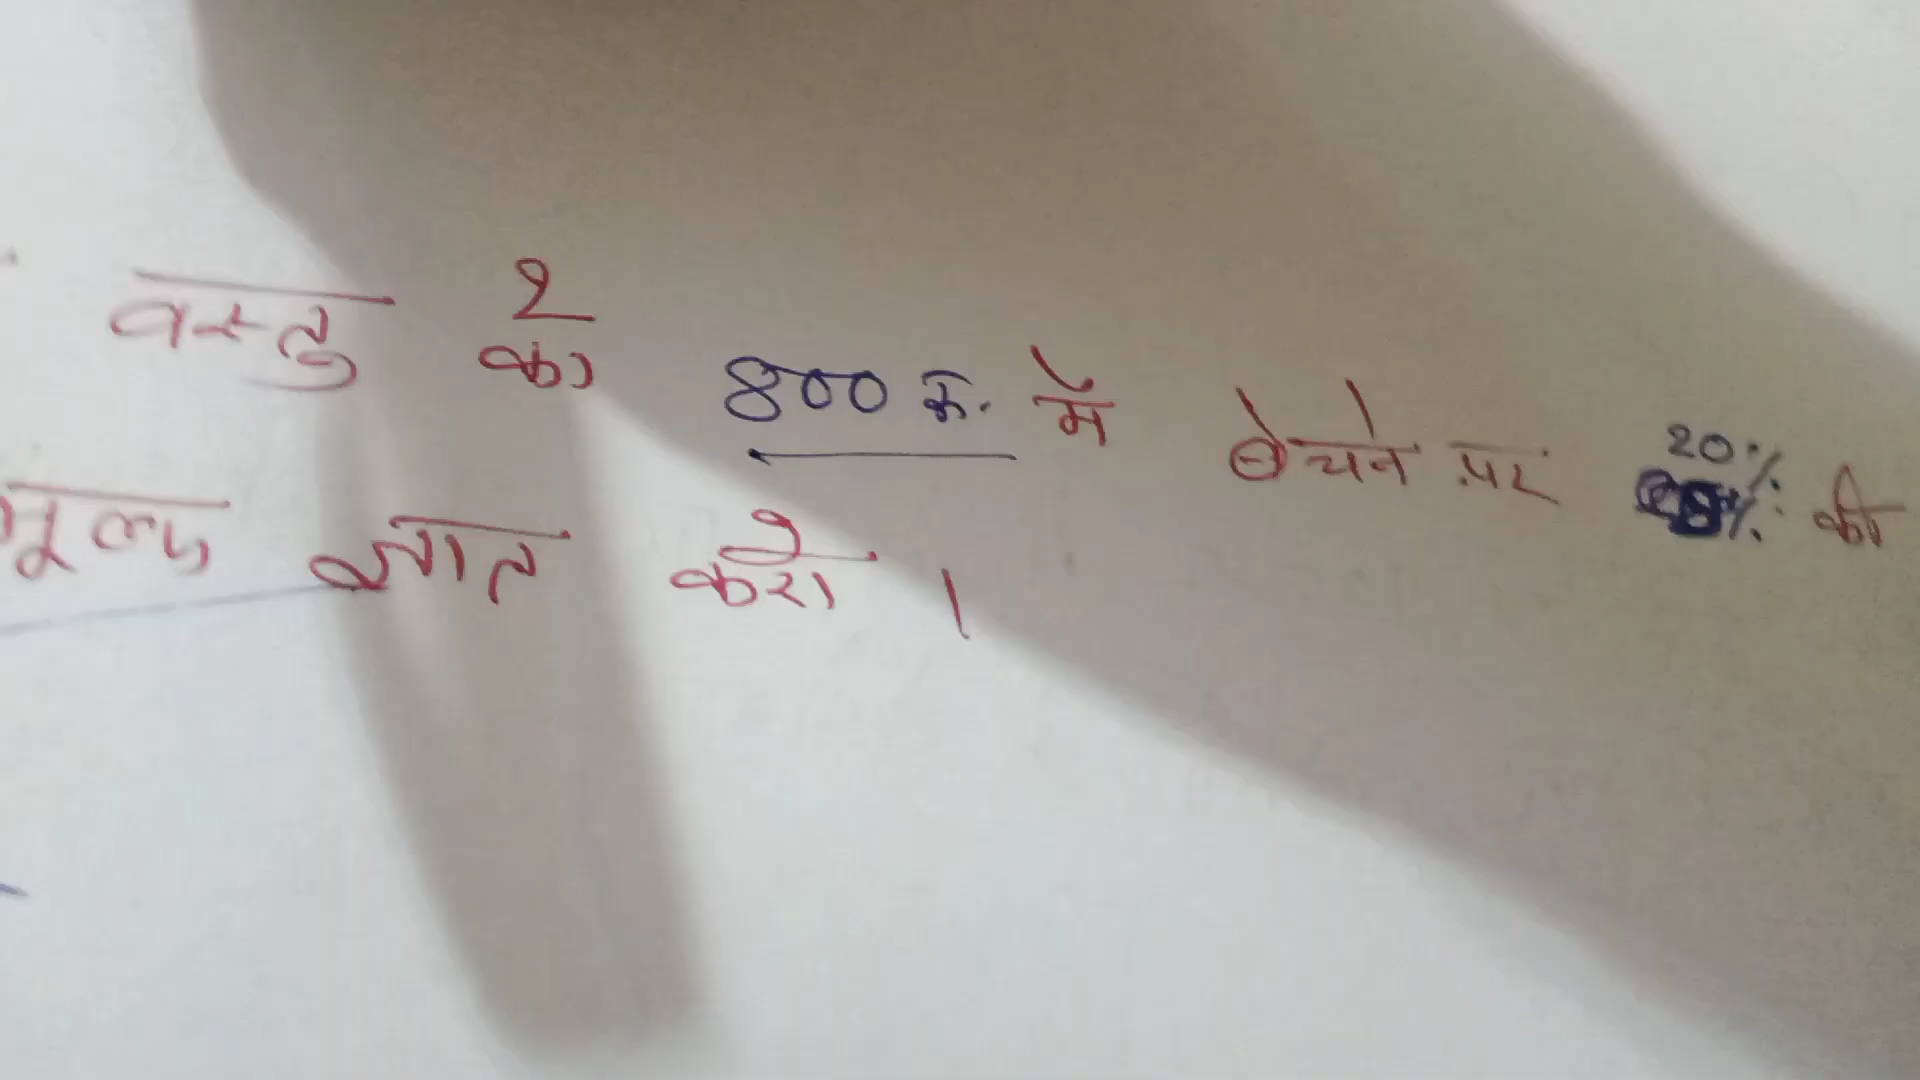 वस्तु को 800 रु. में बेचने पर 20% की
मूल्य ज्ञात करो ।